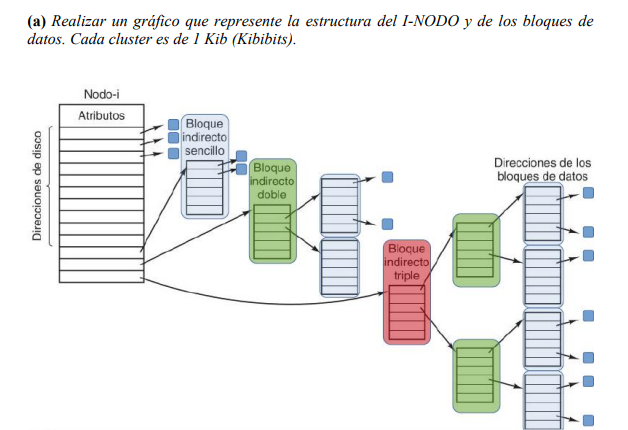 (a) Realizar un gráfico que represente la estructura del I-NODO y de los bloques de
datos. Cada cluster es de 1 Kib (Kibibits).
Nodo-i
Atributos
Direcciones de disco
Bloque
indirecto
sencillo
Bloque
indirecto
doble
Bloque
indirecto
triple
Direcciones de los
bloques de datos